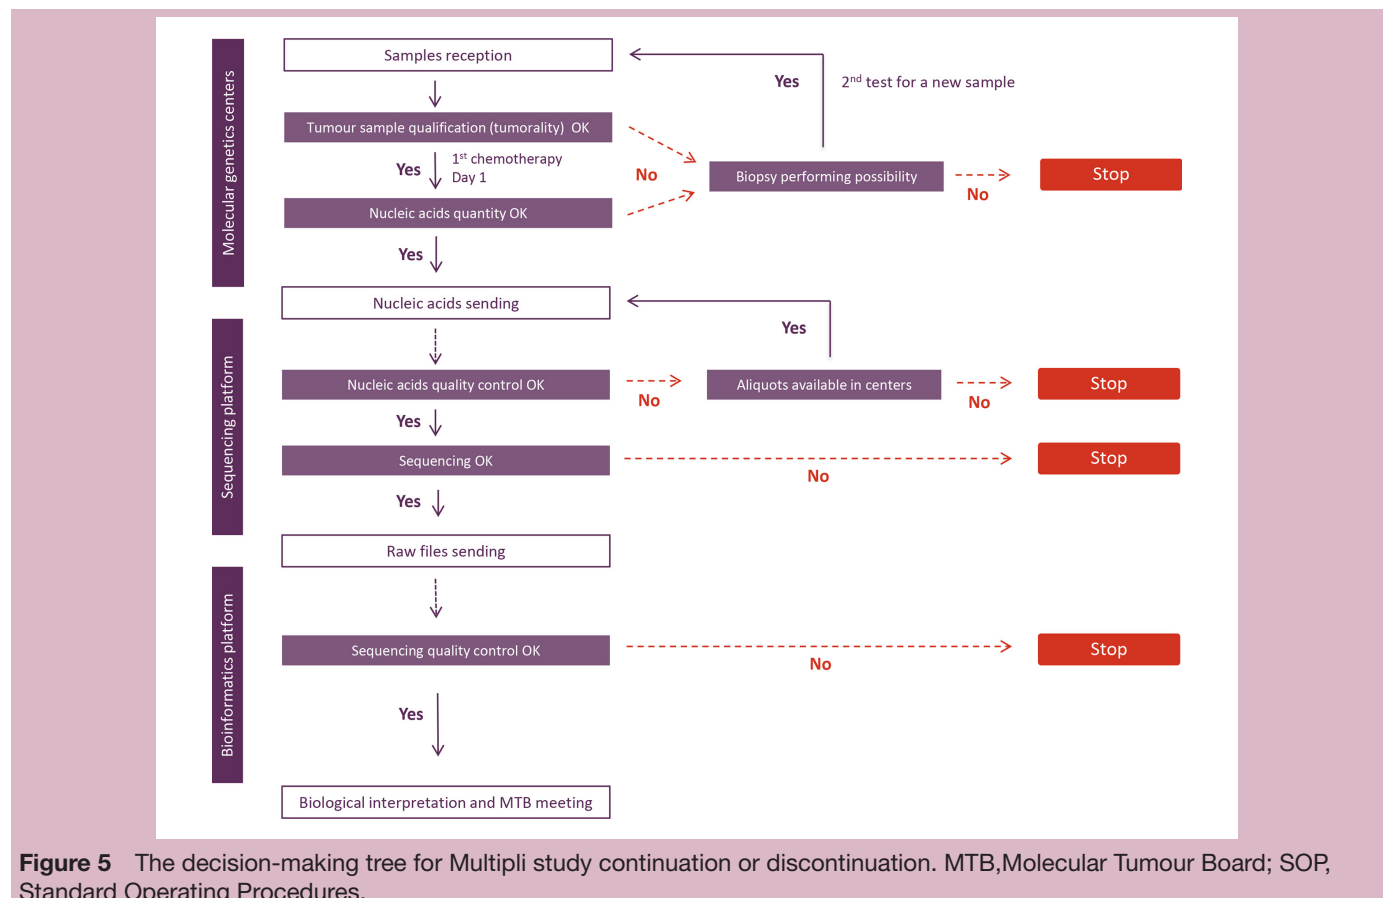 Molecular genetics centers
Samples reception
Yes
2nd test for a new sample
Tumour sample qualification (tumorality) OK
Yes
1st chemotherapy
Day 1
No
Biopsy performing possibility
No
Stop
Nucleic acids quantity OK
Yes
Nucleic acids sending
Yes
Sequencing platform
Nucleic acids quality control OK
No
Aliquots available in centers
No
Stop
Yes
Sequencing OK
No
Stop
Yes
Raw files sending
Bioinformatics platform
Sequencing quality control OK
No
Stop
Yes
Biological interpretation and MTB meeting
Figure 5 The decision-making tree for Multipli study continuation or discontinuation. MTB,Molecular Tumour Board; SOP,
Standard Operating Procedures.